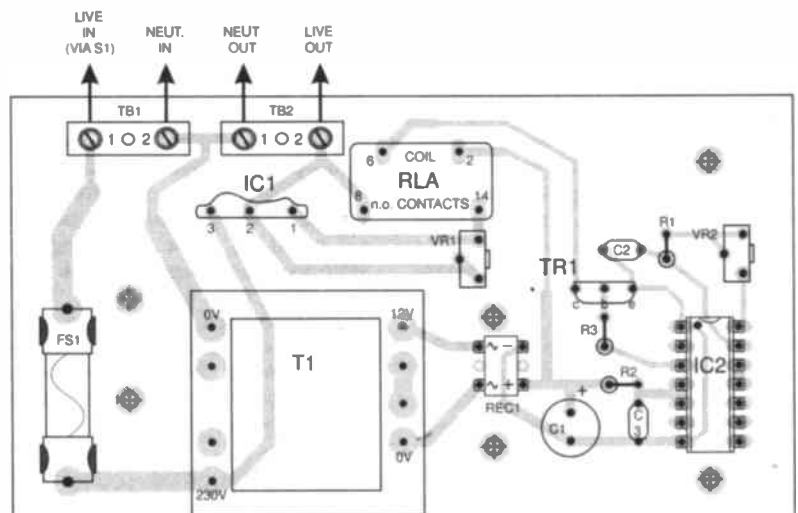 LIVE
IN
(VIA S1)
NEUT.
IN
NEUT
OUT
LIVE
OUT
TB1
TB2
1 2
1 2
6 COIL 2
RLA
8 n.o. CONTACTS 14
IC1
3 2 1
VR1
TR1
c b e
C2
R1
VR2
R3
IC2
R2
C3
C1
+
REC1
~ -
~ +
0V
12V
T1
0V
230V
FS1